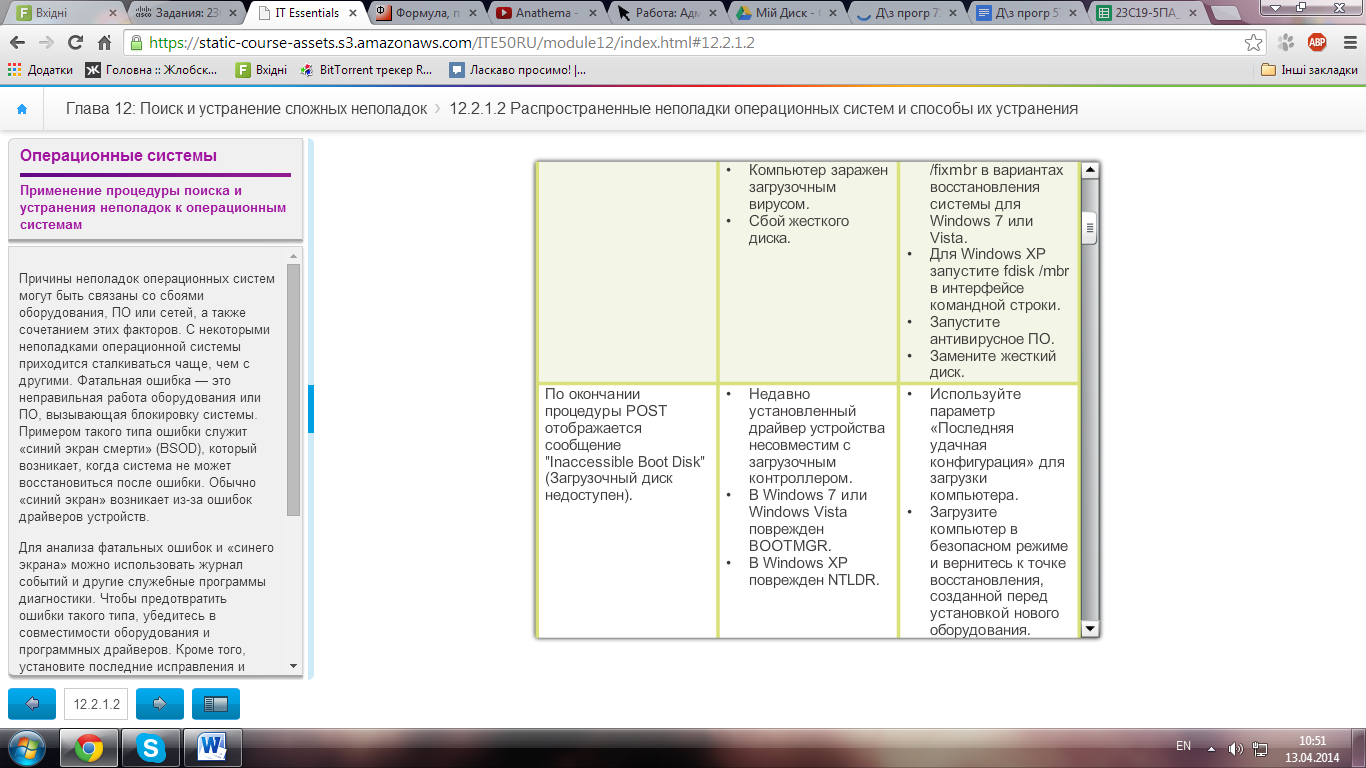 Вхідні
Задания: 23С
IT Essentials
Формула, п
Anathema -
Работа: Адм
Мій Диск - G
Д\з прогр 7
Д\з прогр 5
23С19-5ПА_
https://static-course-assets.s3.amazonaws.com/ITE50RU/module12/index.html#12.2.1.2
ABP
Додатки
Головна :: Жлобск...
Вхідні
BitTorrent трекер R...
Ласкаво просимо! |...
Інші закладки
Глава 12: Поиск и устранение сложных неполадок > 12.2.1.2 Распространенные неполадки операционных систем и способы их устранения
Операционные системы
Применение процедуры поиска и
устранения неполадок к операционным
системам
Причины неполадок операционных систем
могут быть связаны со сбоями
оборудования, ПО или сетей, а также
сочетанием этих факторов. С некоторыми
неполадками операционной системы
приходится сталкиваться чаще, чем с
другими. Фатальная ошибка — это
неправильная работа оборудования или
ПО, вызывающая блокировку системы.
Примером такого типа ошибки служит
«синий экран смерти» (BSOD), который
возникает, когда система не может
восстановиться после ошибки. Обычно
«синий экран» возникает из-за ошибок
драйверов устройств.
Для анализа фатальных ошибок и «синего
экрана» можно использовать журнал
событий и другие служебные программы
диагностики. Чтобы предотвратить
ошибки такого типа, убедитесь в
совместимости оборудования и
программных драйверов. Кроме того,
установите последние исправления и
• Компьютер заражен
загрузочным
вирусом.
• Сбой жесткого
диска.
/fixmbr в вариантах
восстановления
системы для
Windows 7 или
Vista.
• Для Windows XP
запустите fdisk /mbr
в интерфейсе
командной строки.
• Запустите
антивирусное ПО.
• Замените жесткий
диск.
По окончании
процедуры POST
отображается
сообщение
"Inaccessible Boot Disk"
(Загрузочный диск
недоступен).
• Недавно
установленный
драйвер устройства
несовместим с
загрузочным
контроллером.
• В Windows 7 или
Windows Vista
поврежден
BOOTMGR.
• В Windows XP
поврежден NTLDR.
• Используйте
параметр
«Последняя
удачная
конфигурация» для
загрузки
компьютера.
• Загрузите
компьютер в
безопасном режиме
и вернитесь к точке
восстановления,
созданной перед
установкой нового
оборудования.
12.2.1.2
EN
10:51
13.04.2014